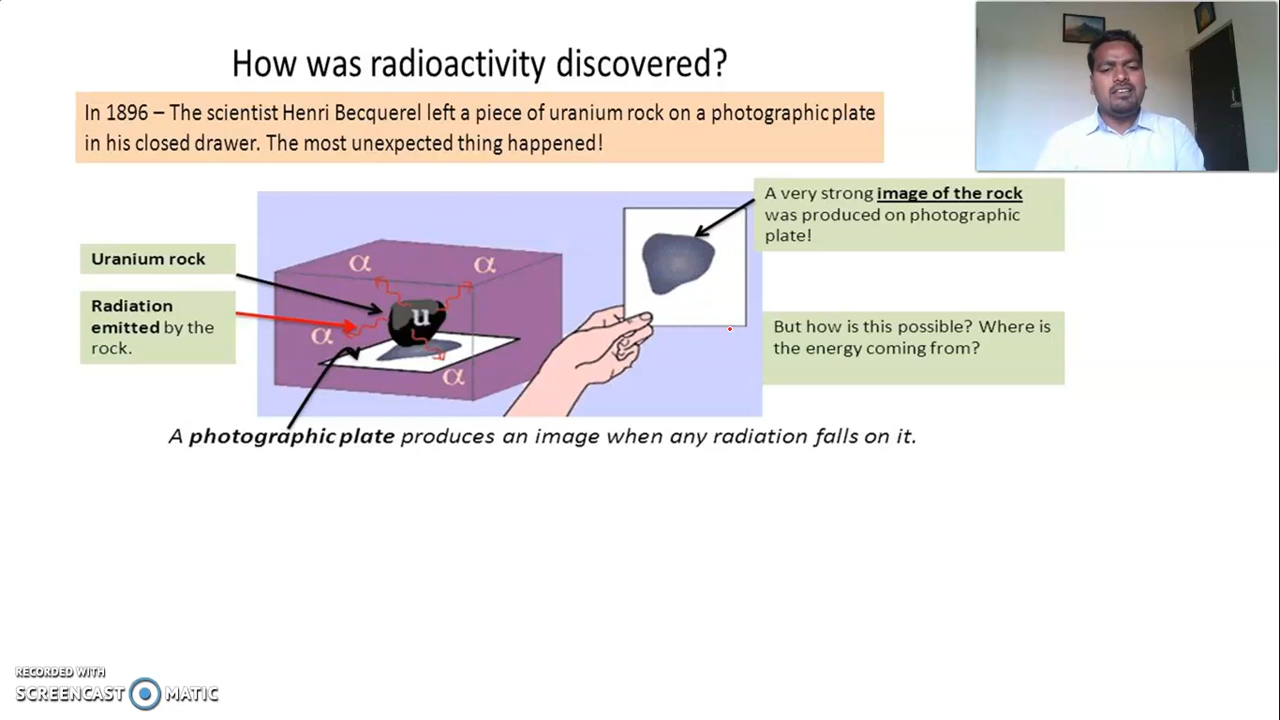 How was radioactivity discovered?
In 1896 – The scientist Henri Becquerel left a piece of uranium rock on a photographic plate
in his closed drawer. The most unexpected thing happened!
A very strong image of the rock
was produced on photographic
plate!
Uranium rock
Radiation
emitted by the
rock.
α
α
α
α
u
But how is this possible? Where is
the energy coming from?
A photographic plate produces an image when any radiation falls on it.
RECORDED WITH
SCREENCAST MATIC